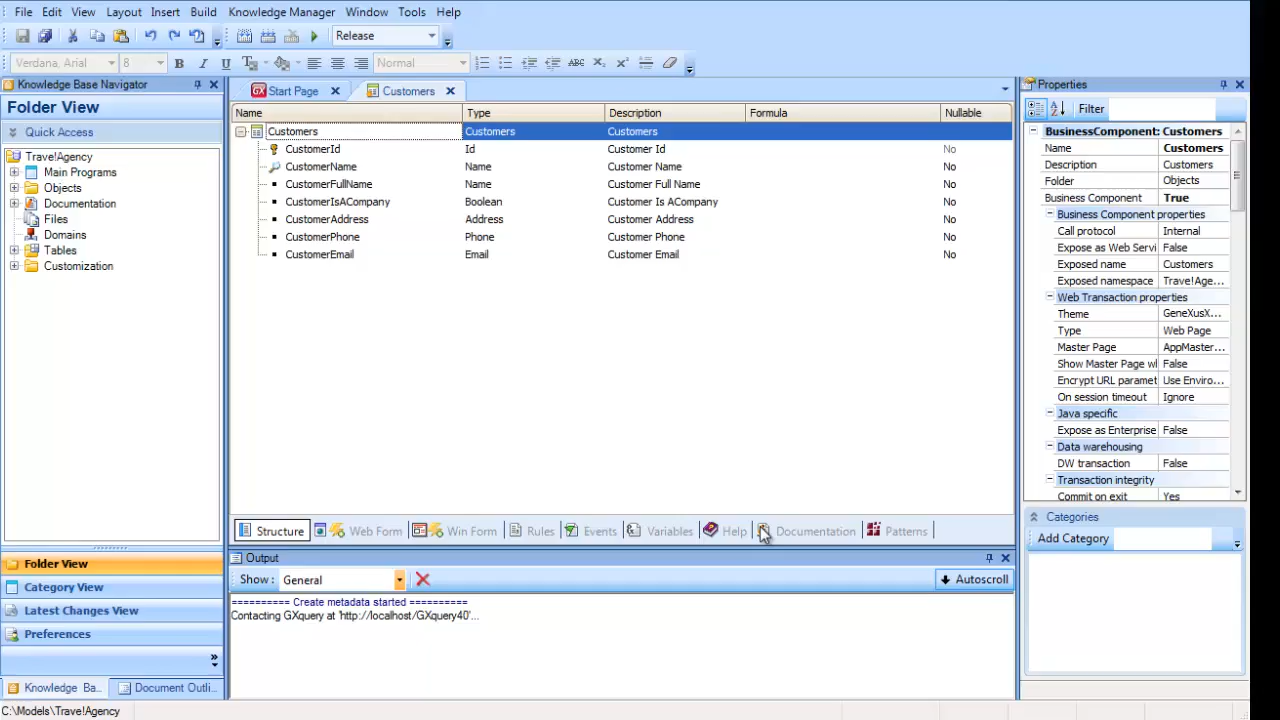 File Edit View Layout Insert Build Knowledge Manager Window Tools Help
Release
Verdana, Arial 8 B I U T Normal ABC
Knowledge Base Navigator
Folder View
Quick Access
Trave!Agency
Main Programs
Objects
Documentation
Files
Domains
Tables
Customization
Folder View
Category View
Latest Changes View
Preferences
Knowledge Ba... Document Outli...
C:\Models\Trave!Agency
GX Start Page Customers
Name Type Description Formula Nullable
Customers Customers Customers
CustomerId Id Customer Id No
CustomerName Name Customer Name No
CustomerFullName Name Customer Full Name No
CustomerIsACompany Boolean Customer Is ACompany No
CustomerAddress Address Customer Address No
CustomerPhone Phone Customer Phone No
CustomerEmail Email Customer Email No
Structure Web Form Win Form Rules Events Variables Help Documentation Patterns
Output
Show: General Autoscroll
========== Create metadata started ==========
Contacting GXquery at 'http://localhost/GXquery40'...
Properties
Filter
BusinessComponent: Customers
Name Customers
Description Customers
Folder Objects
Business Component True
Business Component properties
Call protocol Internal
Expose as Web Servi False
Exposed name Customers
Exposed namespace Trave!Age...
Web Transaction properties
Theme GeneXusX...
Type Web Page
Master Page AppMaster...
Show Master Page wl False
Encrypt URL paramet Use Enviro...
On session timeout Ignore
Java specific
Expose as Enterprise False
Data warehousing
DW transaction False
Transaction integrity
Commit on exit Yes
Categories
Add Category